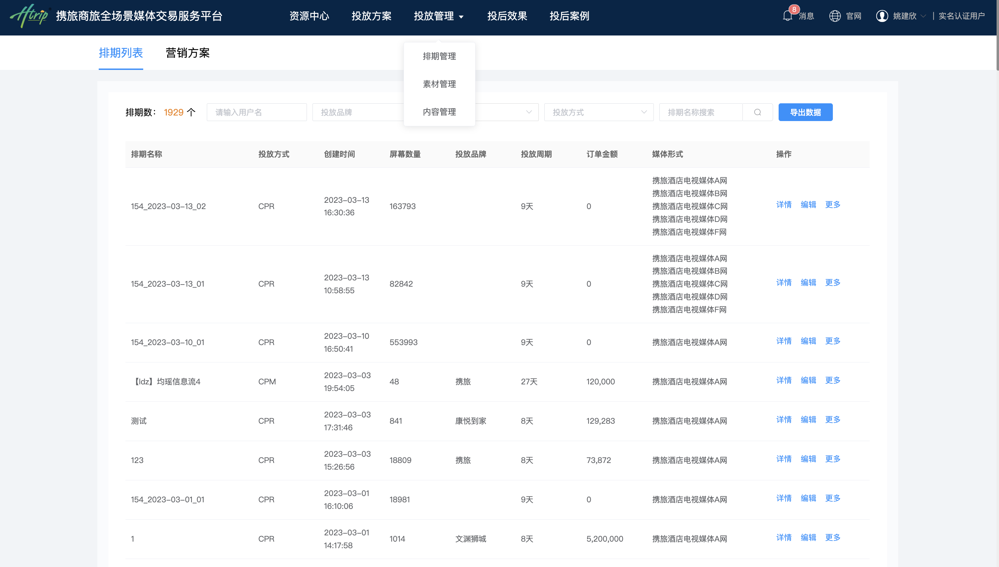 Htrip
携旅商旅全场景媒体交易服务平台
资源中心 投放方案 投放管理 投后效果 投后案例
8
消息 官网 姚建欣 | 实名认证用户
排期列表 营销方案
排期管理
素材管理
内容管理
排期数： 1929 个 请输入用户名 投放品牌 投放方式 排期名称搜索 导出数据
排期名称 投放方式 创建时间 屏幕数量 投放品牌 投放周期 订单金额 媒体形式 操作
154_2023-03-13_02 CPR 2023-03-13 16:30:36 163793 9天 0
携旅酒店电视媒体A网
携旅酒店电视媒体B网
携旅酒店电视媒体C网
携旅酒店电视媒体D网
携旅酒店电视媒体F网
详情 编辑 更多
154_2023-03-13_01 CPR 2023-03-13 10:58:55 82842 9天 0
携旅酒店电视媒体A网
携旅酒店电视媒体B网
携旅酒店电视媒体C网
携旅酒店电视媒体D网
携旅酒店电视媒体F网
详情 编辑 更多
154_2023-03-10_01 CPR 2023-03-10 16:50:41 553993 9天 0 携旅酒店电视媒体A网 详情 编辑 更多
【ldz】均瑶信息流4 CPM 2023-03-03 19:54:05 48 携旅 27天 120,000 携旅酒店电视媒体A网 详情 编辑 更多
测试 CPR 2023-03-03 17:31:46 841 康悦到家 8天 129,283 携旅酒店电视媒体A网 详情 编辑 更多
123 CPR 2023-03-03 15:26:56 18809 携旅 8天 73,872 携旅酒店电视媒体A网 详情 编辑 更多
154_2023-03-01_01 CPR 2023-03-01 16:10:06 18981 9天 0 携旅酒店电视媒体A网 详情 编辑 更多
1 CPR 2023-03-01 14:17:58 1014 文渊狮城 8天 5,200,000 携旅酒店电视媒体A网 详情 编辑 更多